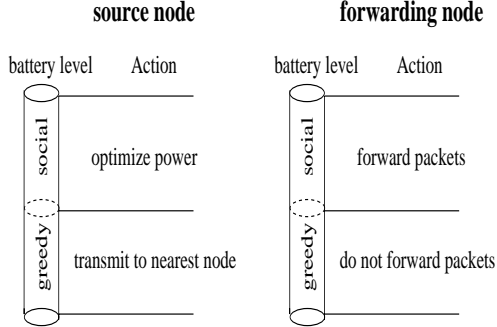 source node
battery level Action
social
optimize power
greedy
transmit to nearest node
forwarding node
battery level Action
social
forward packets
greedy
do not forward packets